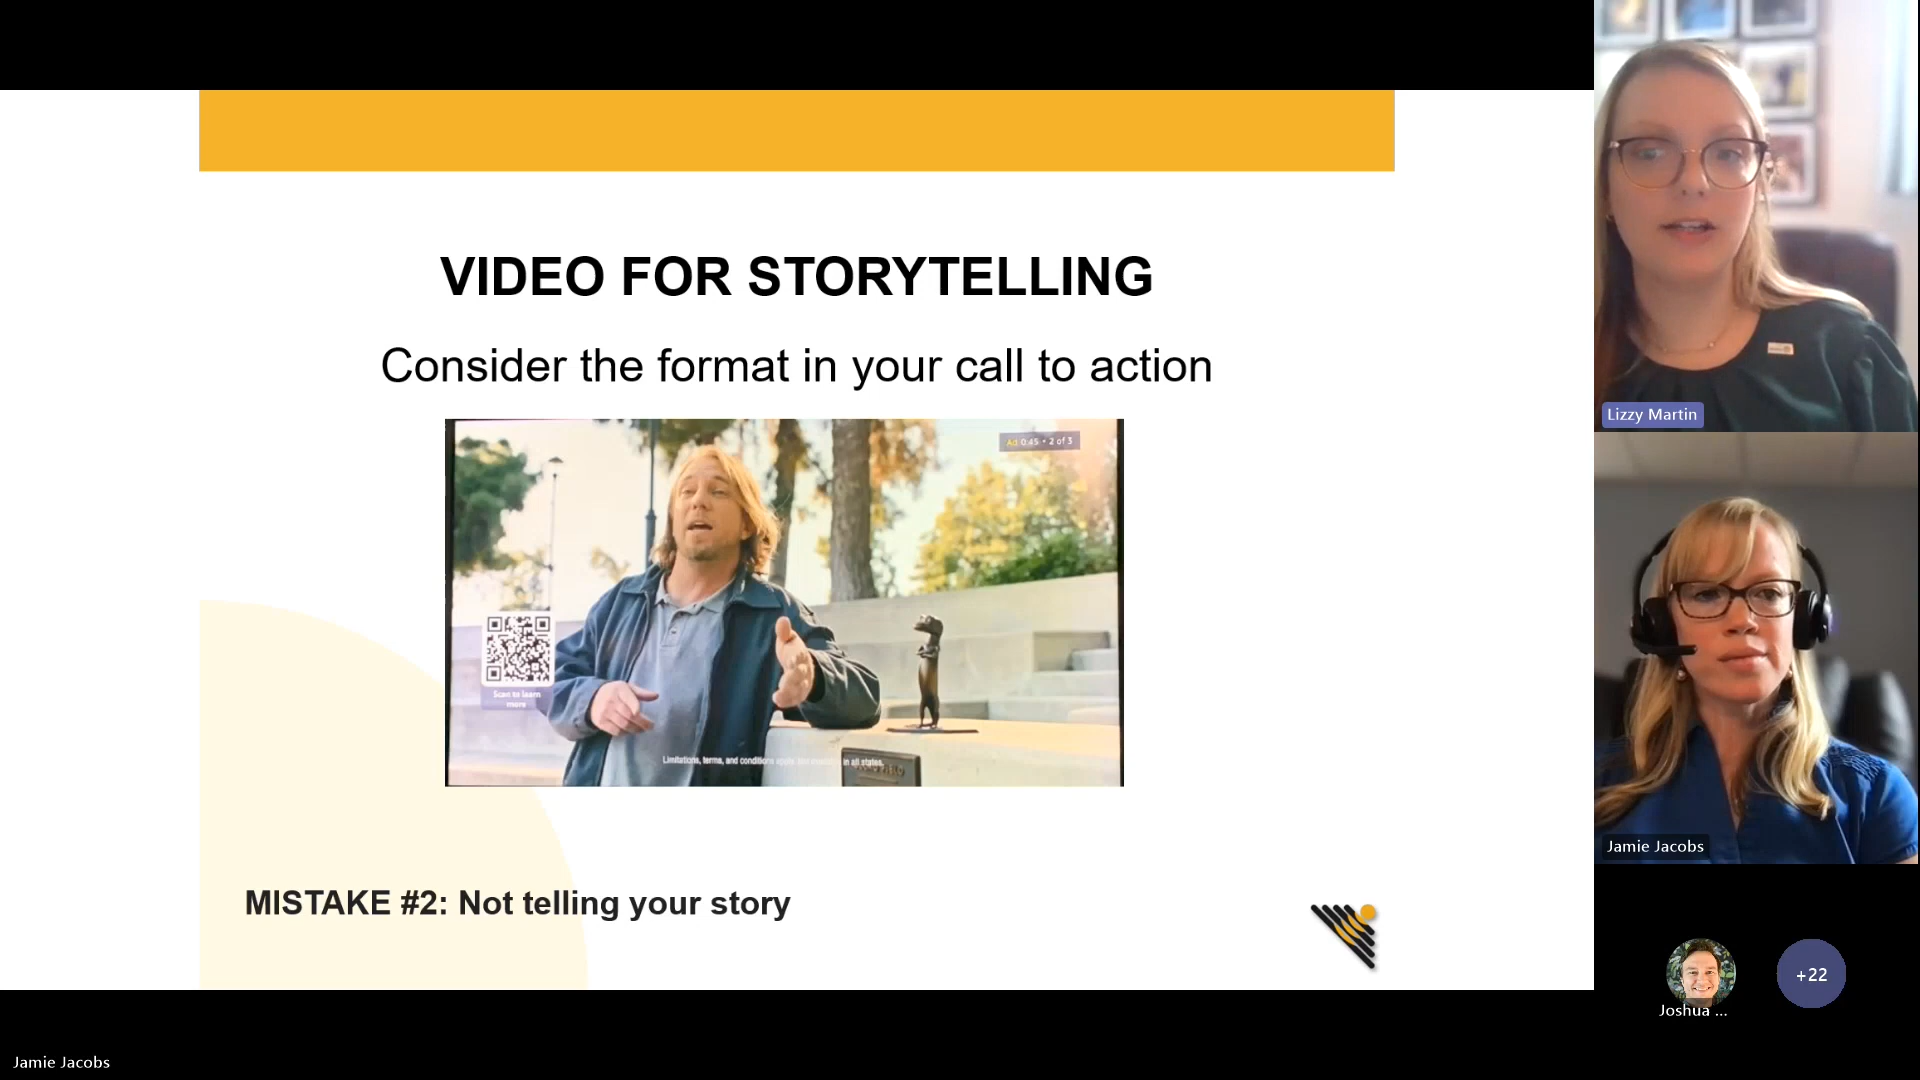 VIDEO FOR STORYTELLING
Consider the format in your call to action
Ad 0:45 • 2 of 3
Scan to learn
more
Limitations, terms, and conditions in all states.
MISTAKE #2: Not telling your story
Lizzy Martin
Jamie Jacobs
Joshua ...
+22
Jamie Jacobs